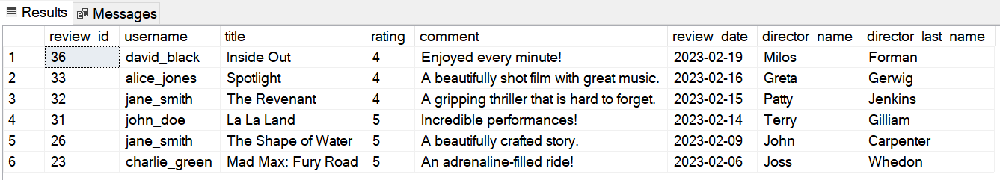 Results Messages
review_id username title rating comment review_date director_name director_last_name
1 36 david_black Inside Out 4 Enjoyed every minute! 2023-02-19 Milos Forman
2 33 alice_jones Spotlight 4 A beautifully shot film with great music. 2023-02-16 Greta Gerwig
3 32 jane_smith The Revenant 4 A gripping thriller that is hard to forget. 2023-02-15 Patty Jenkins
4 31 john_doe La La Land 5 Incredible performances! 2023-02-14 Terry Gilliam
5 26 jane_smith The Shape of Water 5 A beautifully crafted story. 2023-02-09 John Carpenter
6 23 charlie_green Mad Max: Fury Road 5 An adrenaline-filled ride! 2023-02-06 Joss Whedon